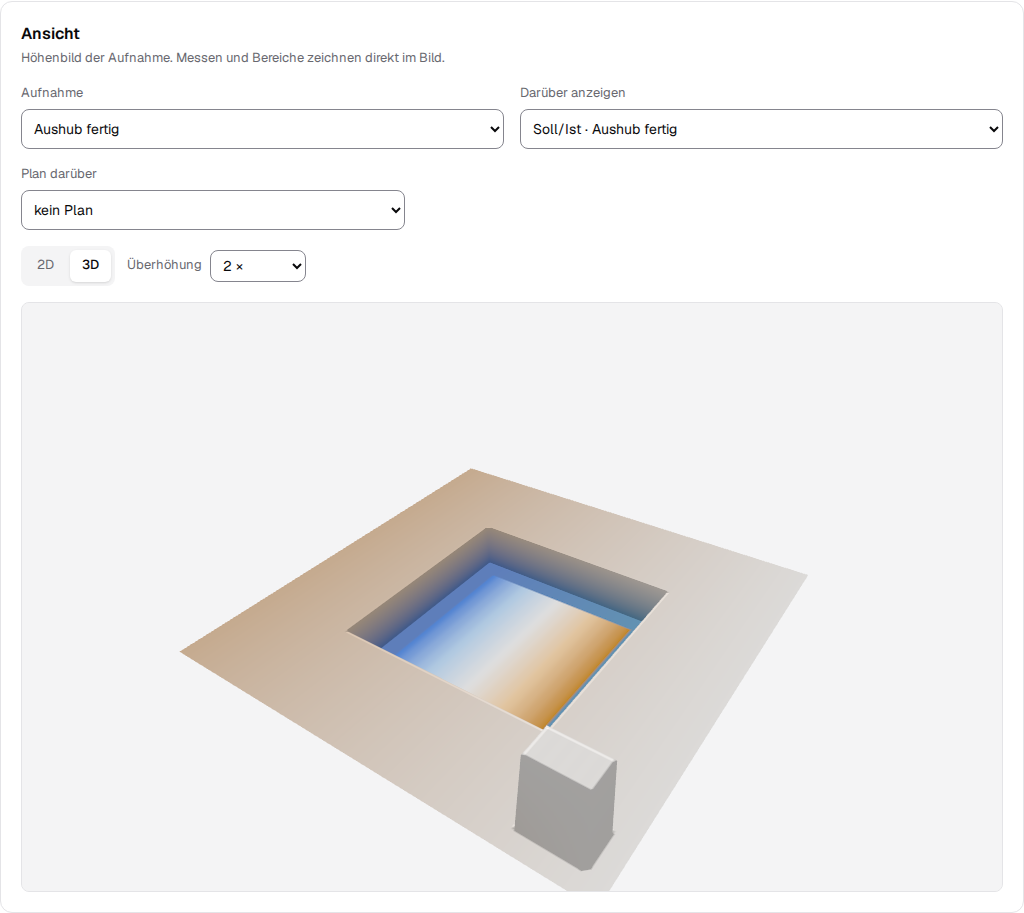 Ansicht
Höhenbild der Aufnahme. Messen und Bereiche zeichnen direkt im Bild.
Aufnahme
Darüber anzeigen
Aushub fertig
Soll/Ist · Aushub fertig
Plan darüber
kein Plan
2D
3D
Überhöhung
2 ×